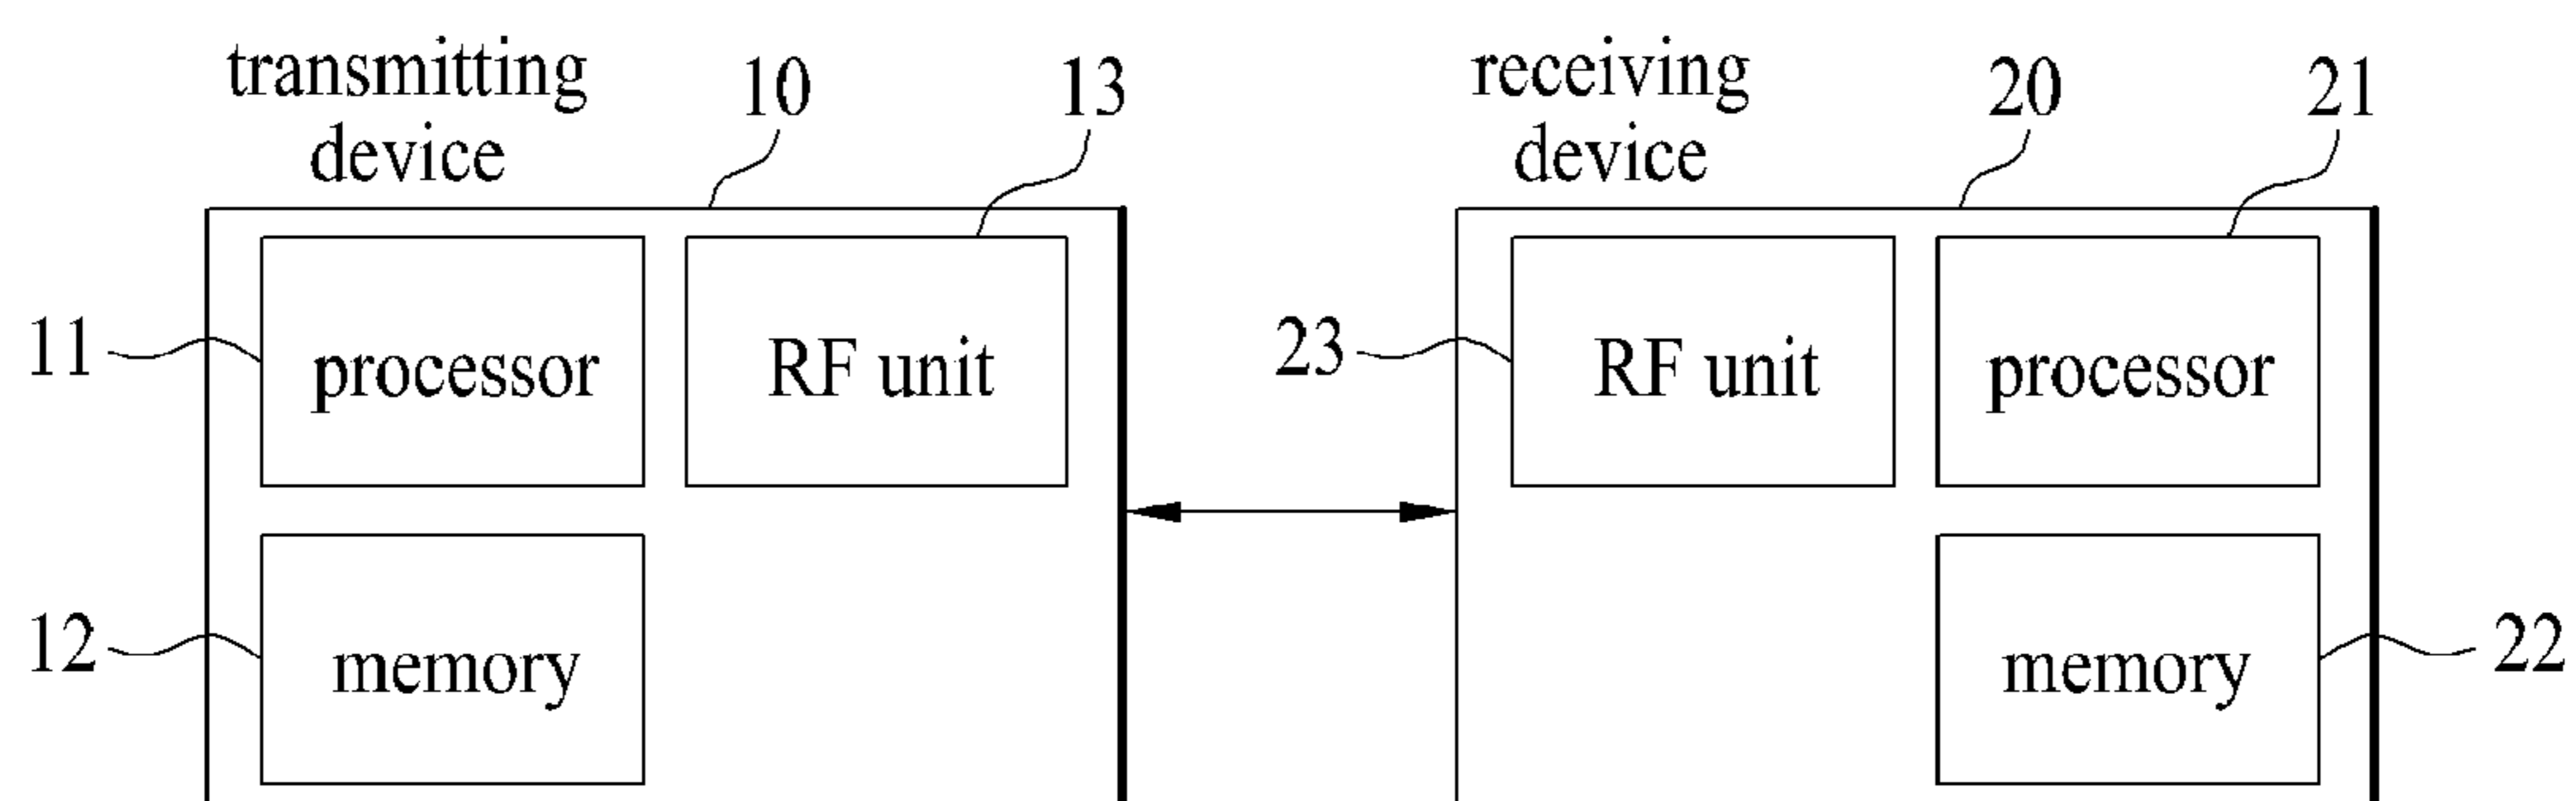 transmitting
device
10
13
receiving
device
20
21
11
processor
RF unit
23
RF unit
processor
12
memory
memory
22